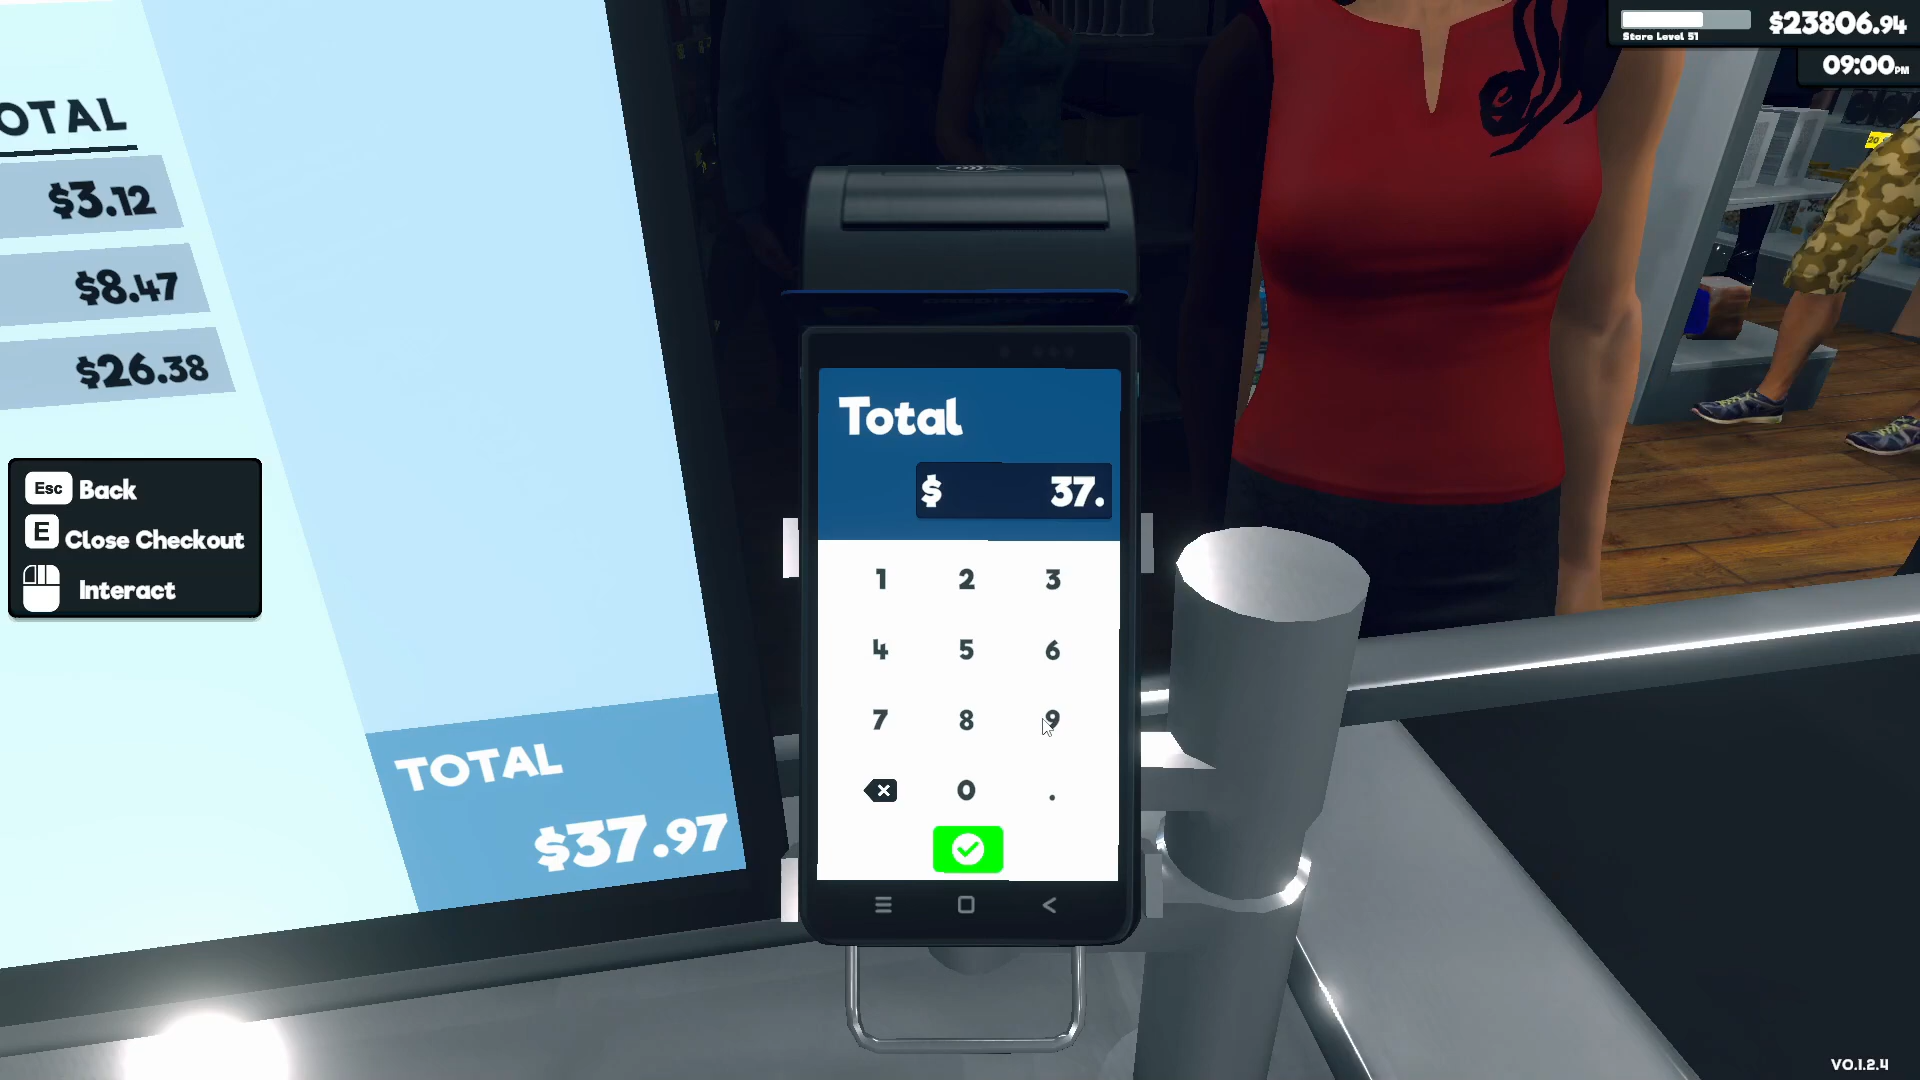 $23806.94
Store Level 51
09:00PM
OTAL
$3.12
$8.47
$26.38
Esc Back
E Close Checkout
Interact
TOTAL
$37.97
Total
$ 37.
1 2 3
4 5 6
7 8 9
0 .
V0.1.2.4